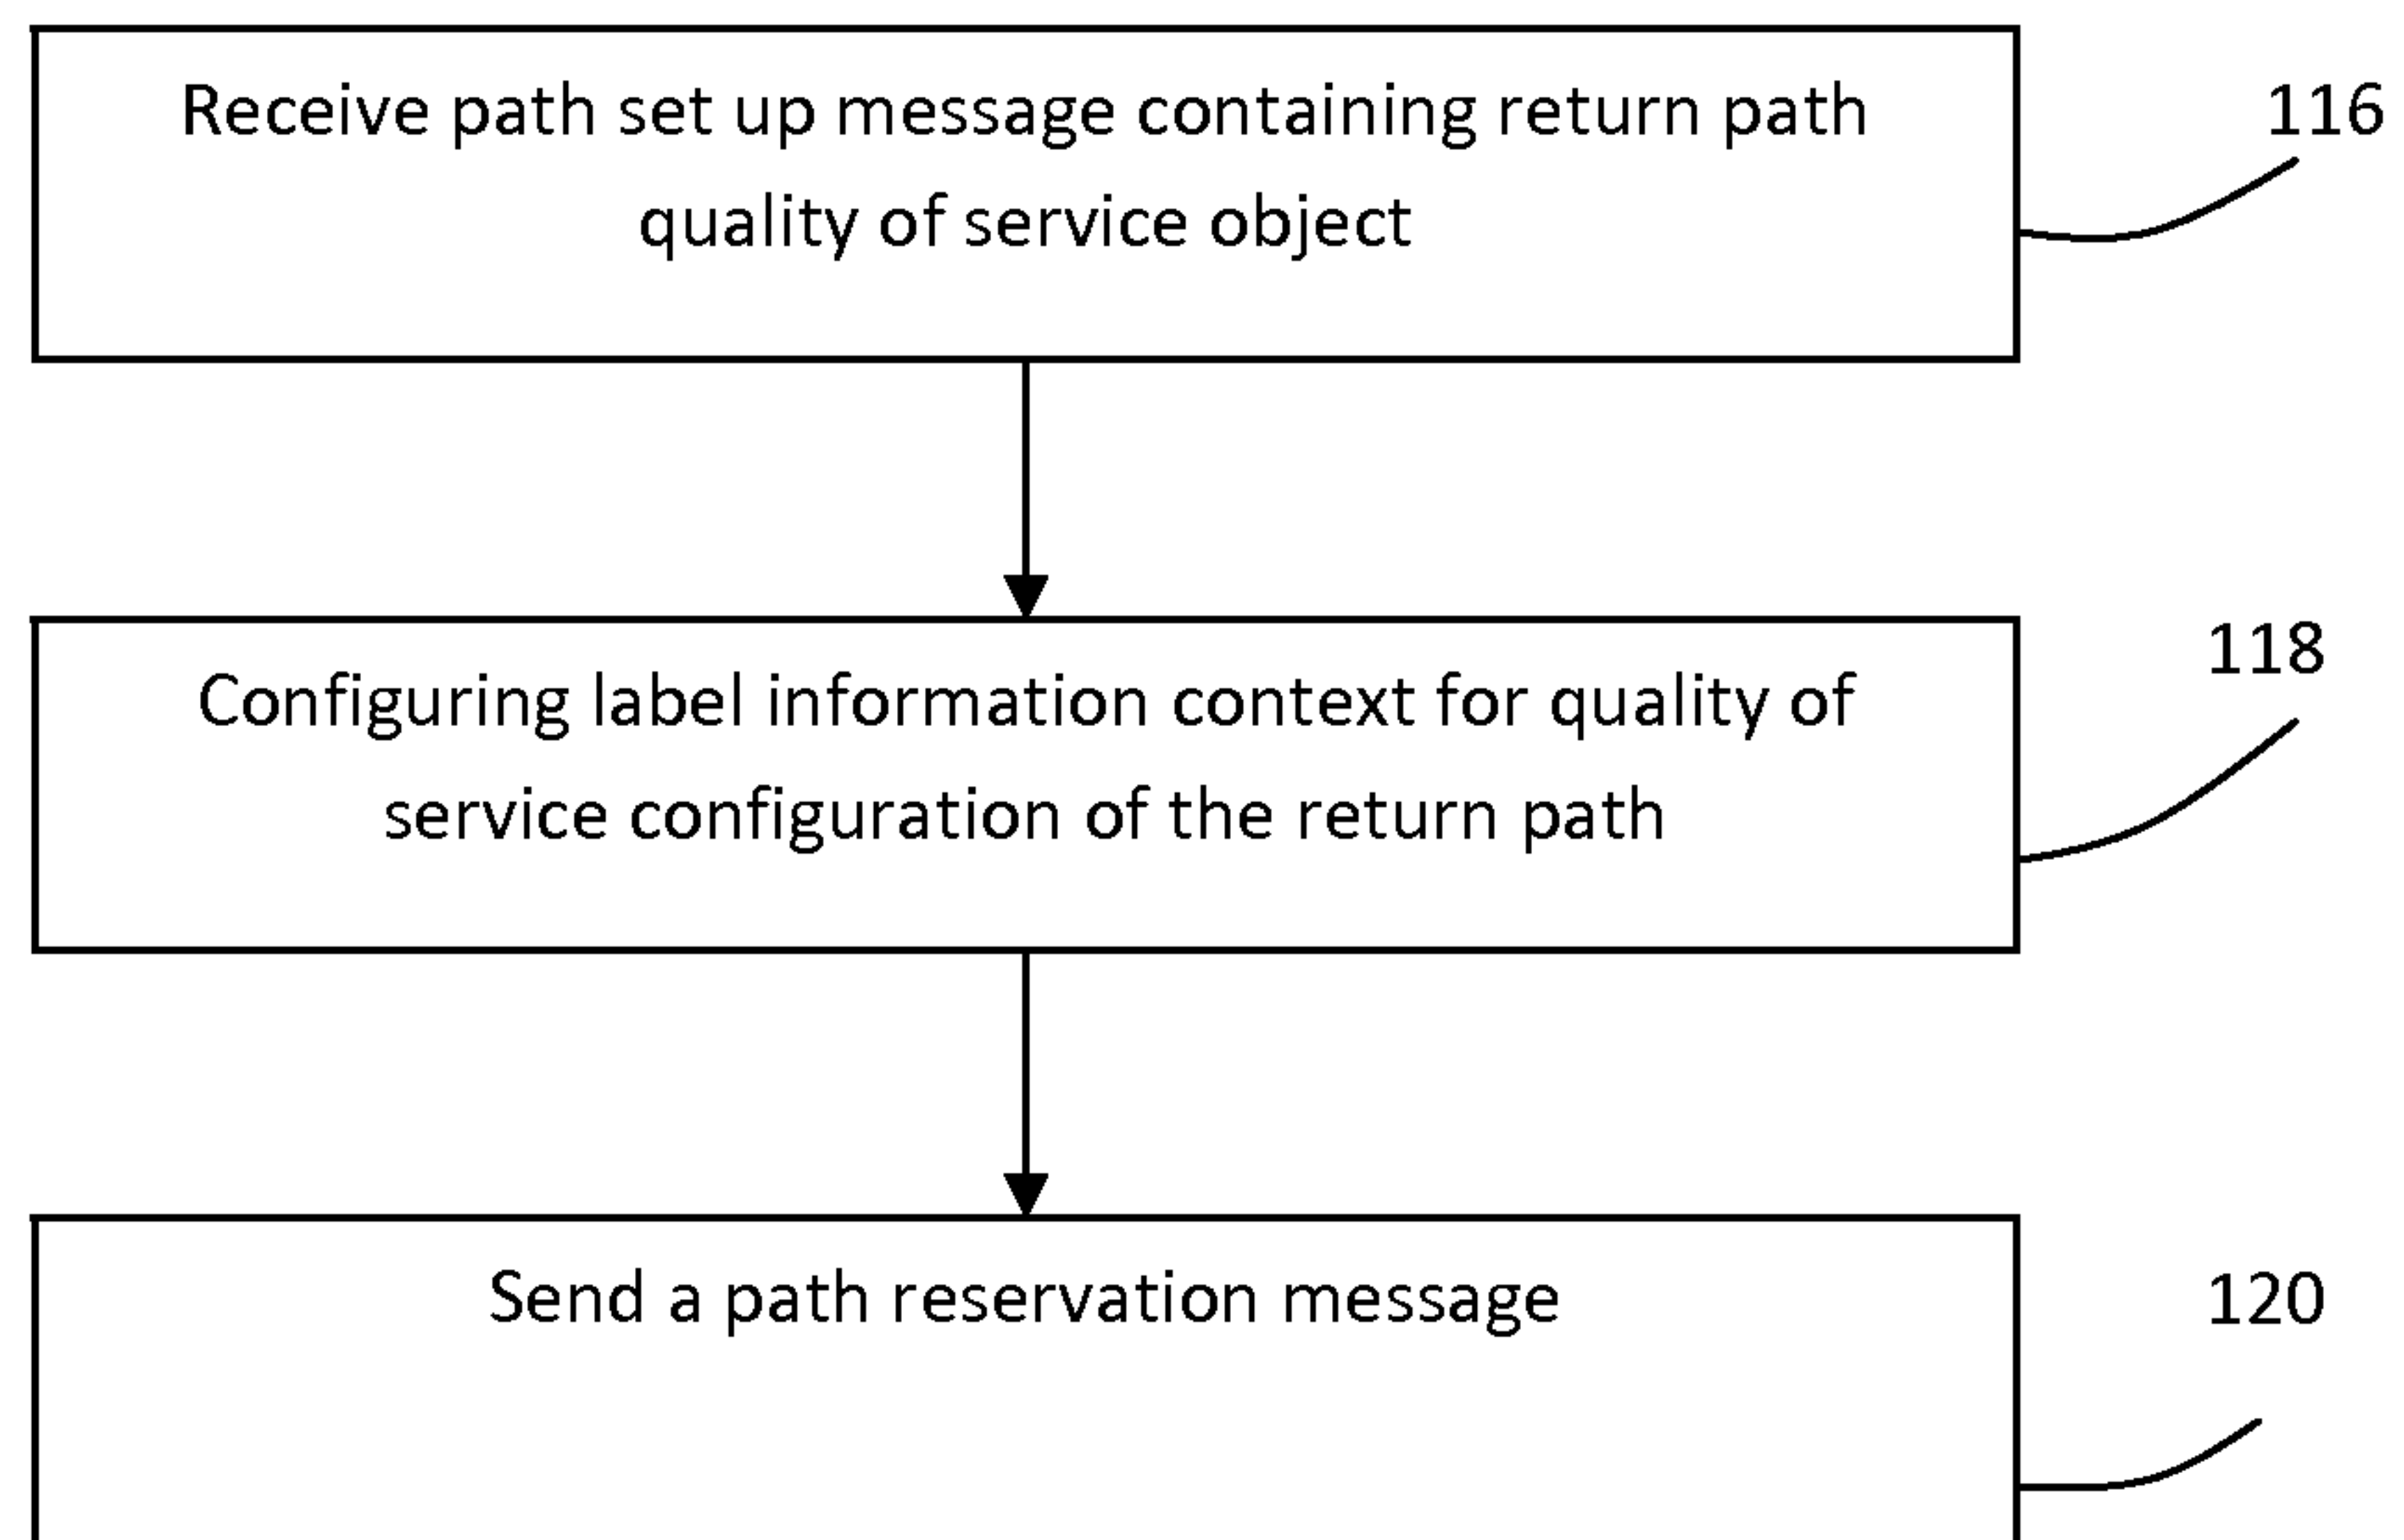 Receive path set up message containing return path
quality of service object
116
Configuring label information context for quality of
service configuration of the return path
118
Send a path reservation message
120